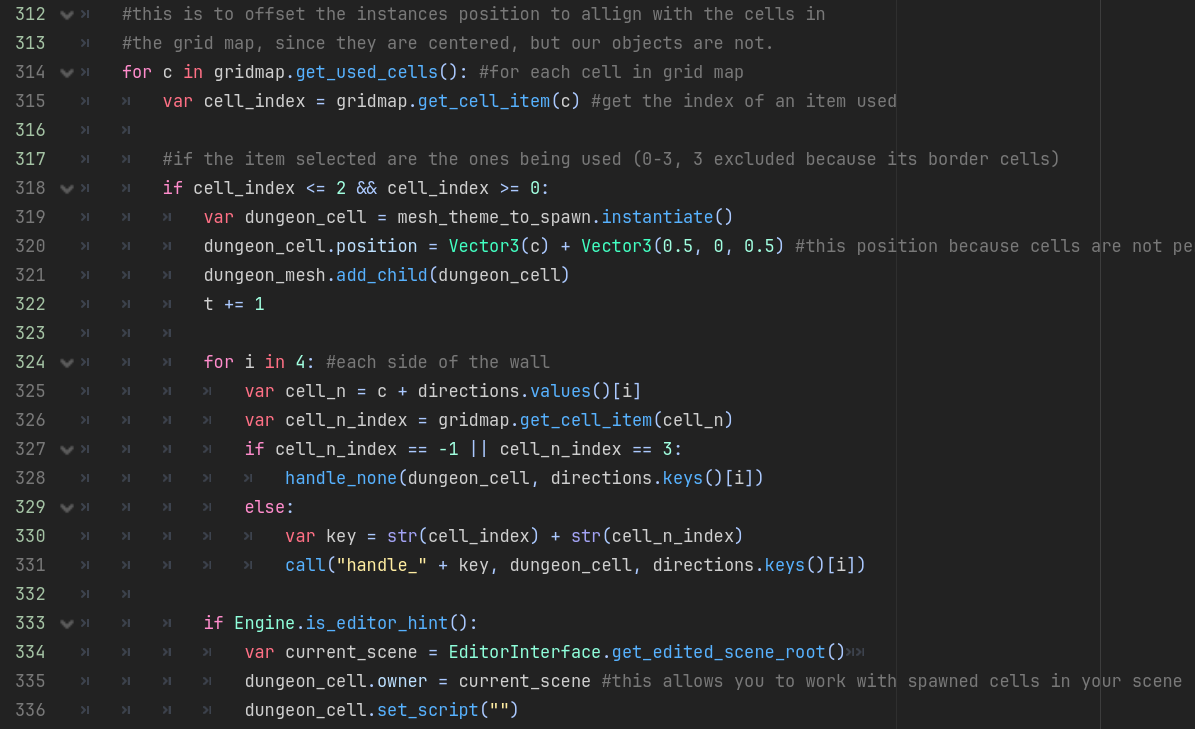 312 #this is to offset the instances position to allign with the cells in
313 #the grid map, since they are centered, but our objects are not.
314 for c in gridmap.get_used_cells(): #for each cell in grid map
315 var cell_index = gridmap.get_cell_item(c) #get the index of an item used
316
317 #if the item selected are the ones being used (0-3, 3 excluded because its border cells)
318 if cell_index <= 2 && cell_index >= 0:
319 var dungeon_cell = mesh_theme_to_spawn.instantiate()
320 dungeon_cell.position = Vector3(c) + Vector3(0.5, 0, 0.5) #this position because cells are not pe
321 dungeon_mesh.add_child(dungeon_cell)
322 t += 1
323
324 for i in 4: #each side of the wall
325 var cell_n = c + directions.values()[i]
326 var cell_n_index = gridmap.get_cell_item(cell_n)
327 if cell_n_index == -1 || cell_n_index == 3:
328 handle_none(dungeon_cell, directions.keys()[i])
329 else:
330 var key = str(cell_index) + str(cell_n_index)
331 call("handle_" + key, dungeon_cell, directions.keys()[i])
332
333 if Engine.is_editor_hint():
334 var current_scene = EditorInterface.get_edited_scene_root()
335 dungeon_cell.owner = current_scene #this allows you to work with spawned cells in your scene
336 dungeon_cell.set_script("")